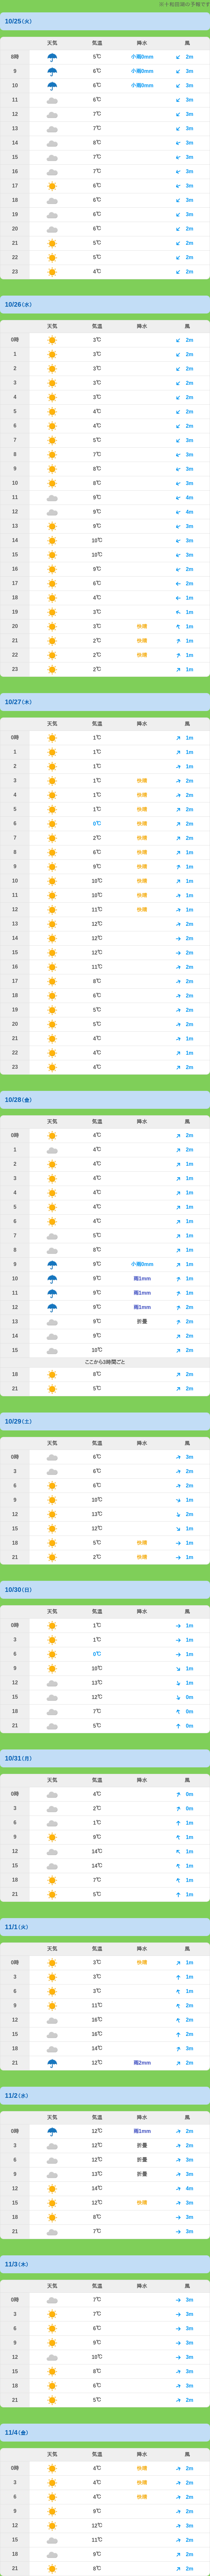 ※十和田湖の予報です
10/25(火)
天気 気温 降水 風
8時 5℃ 小雨0mm 2m
9 6℃ 小雨0mm 3m
10 6℃ 小雨0mm 3m
11 6℃ 3m
12 7℃ 3m
13 7℃ 3m
14 8℃ 3m
15 7℃ 3m
16 7℃ 3m
17 6℃ 3m
18 6℃ 3m
19 6℃ 3m
20 6℃ 2m
21 5℃ 2m
22 5℃ 2m
23 4℃ 2m
10/26(水)
天気 気温 降水 風
0時 3℃ 2m
1 3℃ 2m
2 3℃ 2m
3 3℃ 2m
4 3℃ 2m
5 4℃ 2m
6 4℃ 2m
7 5℃ 3m
8 7℃ 3m
9 8℃ 3m
10 8℃ 3m
11 9℃ 4m
12 9℃ 4m
13 9℃ 3m
14 10℃ 3m
15 10℃ 3m
16 9℃ 2m
17 6℃ 2m
18 4℃ 1m
19 3℃ 1m
20 3℃ 快曙 1m
21 2℃ 快曙 1m
22 2℃ 快曙 1m
23 2℃ 1m
10/27(木)
天気 気温 降水 風
0時 1℃ 1m
1 1℃ 1m
2 1℃ 1m
3 1℃ 快曙 2m
4 1℃ 快曙 2m
5 1℃ 快曙 2m
6 0℃ 快曙 2m
7 2℃ 快曙 2m
8 6℃ 快曙 1m
9 9℃ 快曙 1m
10 10℃ 快曙 1m
11 10℃ 快曙 1m
12 11℃ 快曙 1m
13 12℃ 2m
14 12℃ 2m
15 12℃ 2m
16 11℃ 2m
17 8℃ 2m
18 6℃ 2m
19 5℃ 2m
20 5℃ 2m
21 4℃ 1m
22 4℃ 1m
23 4℃ 2m
10/28(金)
天気 気温 降水 風
0時 4℃ 2m
1 4℃ 2m
2 4℃ 1m
3 4℃ 1m
4 4℃ 1m
5 4℃ 1m
6 4℃ 1m
7 5℃ 1m
8 8℃ 1m
9 9℃ 小雨0mm 1m
10 9℃ 雨1mm 1m
11 9℃ 雨1mm 1m
12 9℃ 雨1mm 2m
13 9℃ 折畳 2m
14 9℃ 2m
15 10℃ 2m
ここから3時間ごと
18 8℃ 2m
21 5℃ 2m
10/29(土)
天気 気温 降水 風
0時 6℃ 3m
3 6℃ 2m
6 6℃ 2m
9 10℃ 1m
12 13℃ 2m
15 12℃ 1m
18 5℃ 快曙 1m
21 2℃ 快曙 1m
10/30(日)
天気 気温 降水 風
0時 1℃ 1m
3 1℃ 1m
6 0℃ 1m
9 10℃ 1m
12 13℃ 1m
15 12℃ 0m
18 7℃ 0m
21 5℃ 0m
10/31(月)
天気 気温 降水 風
0時 4℃ 0m
3 2℃ 0m
6 1℃ 1m
9 9℃ 1m
12 14℃ 1m
15 14℃ 1m
18 7℃ 1m
21 5℃ 1m
11/1(火)
天気 気温 降水 風
0時 3℃ 快曙 1m
3 3℃ 1m
6 3℃ 1m
9 11℃ 2m
12 16℃ 2m
15 16℃ 2m
18 14℃ 3m
21 12℃ 雨2mm 2m
11/2(水)
天気 気温 降水 風
0時 12℃ 雨1mm 2m
3 12℃ 折畳 2m
6 12℃ 折畳 3m
9 13℃ 折畳 3m
12 14℃ 4m
15 12℃ 快曙 3m
18 8℃ 3m
21 7℃ 3m
11/3(木)
天気 気温 降水 風
0時 7℃ 3m
3 7℃ 3m
6 6℃ 3m
9 9℃ 3m
12 10℃ 3m
15 8℃ 3m
18 6℃ 3m
21 5℃ 2m
11/4(金)
天気 気温 降水 風
0時 4℃ 快曙 2m
3 4℃ 快曙 2m
6 4℃ 快曙 2m
9 9℃ 2m
12 12℃ 3m
15 11℃ 2m
18 9℃ 2m
21 8℃ 2m